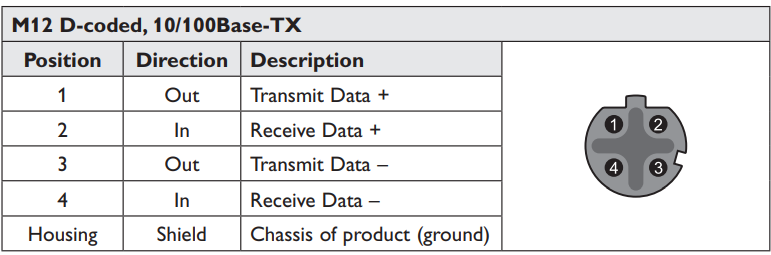 M12 D-coded, 10/100Base-TX
Position Direction Description
1 Out Transmit Data +
2 In Receive Data +
3 Out Transmit Data –
4 In Receive Data –
Housing Shield Chassis of product (ground)
1 2
4 3